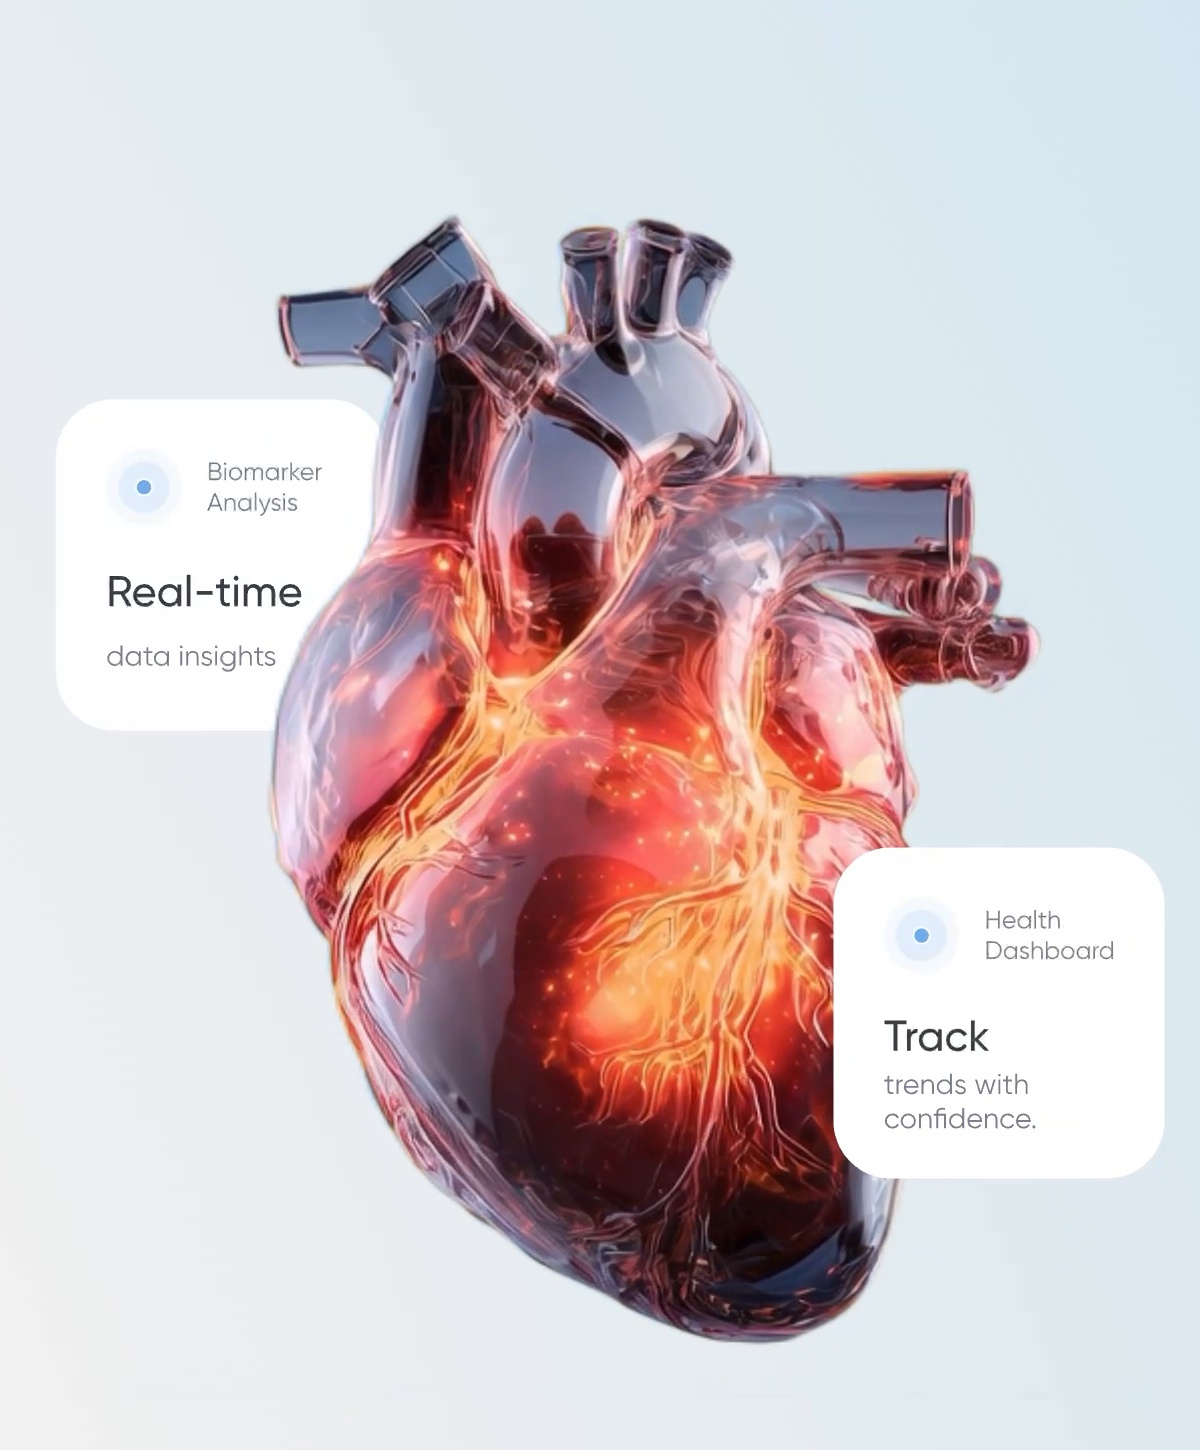 Biomarker
Analysis
Real-time
data insights
Health
Dashboard
Track
trends with
confidence.